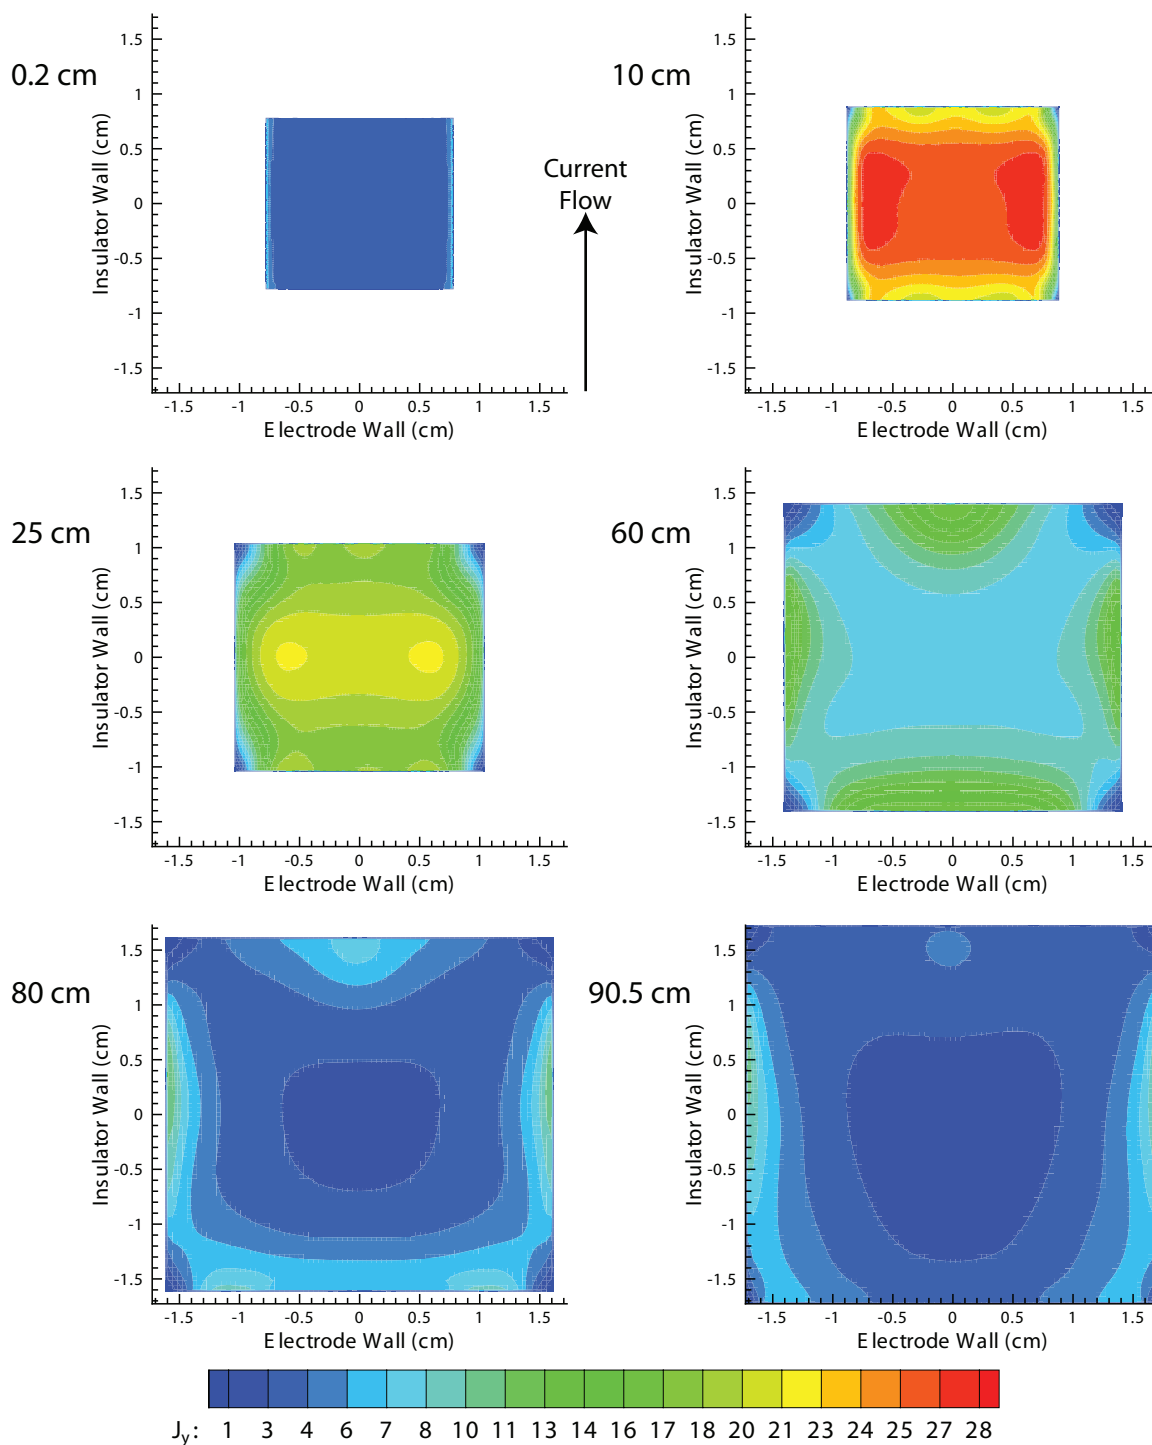 0.2 cm
Insulator Wall (cm)
1.5
1
0.5
0
-0.5
-1
-1.5
-1.5 -1 -0.5 0 0.5 1 1.5
Electrode Wall (cm)
Current
Flow
10 cm
Insulator Wall (cm)
1.5
1
0.5
0
-0.5
-1
-1.5
-1.5 -1 -0.5 0 0.5 1 1.5
Electrode Wall (cm)
25 cm
Insulator Wall (cm)
1.5
1
0.5
0
-0.5
-1
-1.5
-1.5 -1 -0.5 0 0.5 1 1.5
Electrode Wall (cm)
60 cm
Insulator Wall (cm)
1.5
1
0.5
0
-0.5
-1
-1.5
-1.5 -1 -0.5 0 0.5 1 1.5
Electrode Wall (cm)
80 cm
Insulator Wall (cm)
1.5
1
0.5
0
-0.5
-1
-1.5
-1.5 -1 -0.5 0 0.5 1 1.5
Electrode Wall (cm)
90.5 cm
Insulator Wall (cm)
1.5
1
0.5
0
-0.5
-1
-1.5
-1.5 -1 -0.5 0 0.5 1 1.5
Electrode Wall (cm)
Jy: 1 3 4 6 7 8 10 11 13 14 16 17 18 20 21 23 24 25 27 28